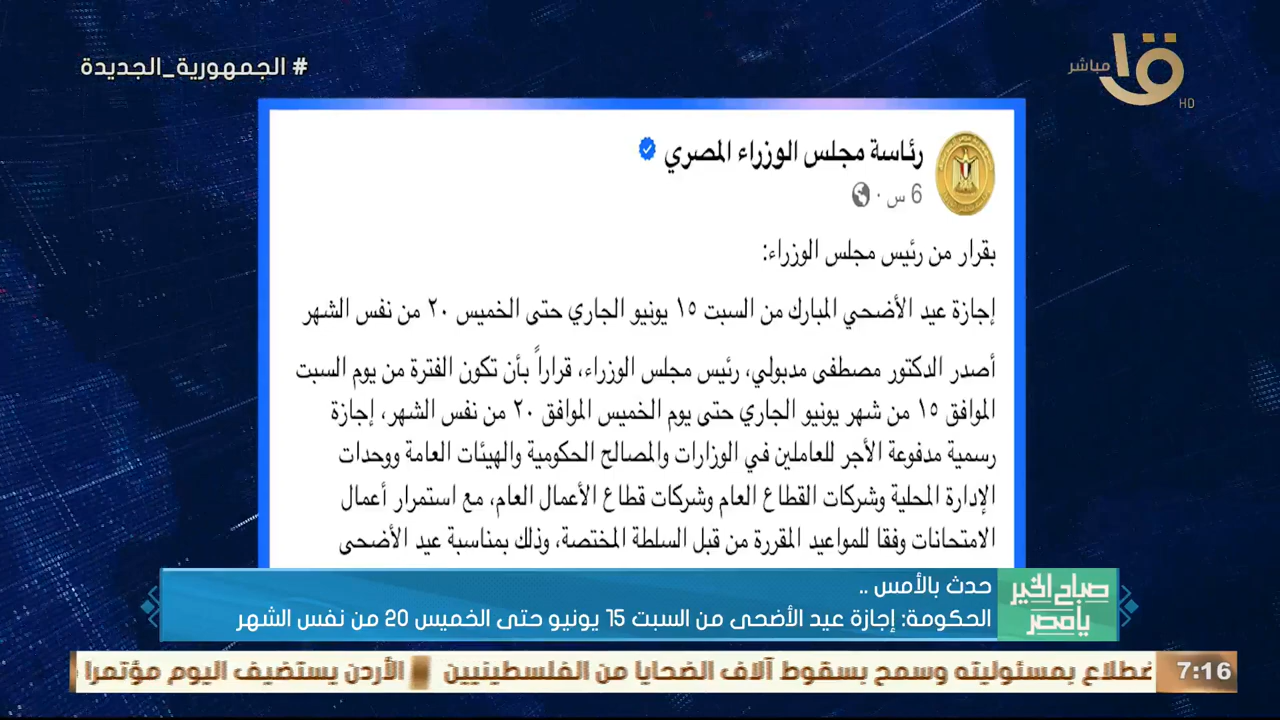 # الجمهورية_الجديدة
مباشر
HD
رئاسة مجلس الوزراء المصري
6 س ·
بقرار من رئيس مجلس الوزراء:
إجازة عيد الأضحي المبارك من السبت ١٥ يونيو الجاري حتى الخميس ٢٠ من نفس الشهر
أصدر الدكتور مصطفى مدبولي، رئيس مجلس الوزراء، قراراً بأن تكون الفترة من يوم السبت
الموافق ١٥ من شهر يونيو الجاري حتى يوم الخميس الموافق ٢٠ من نفس الشهر، إجازة
رسمية مدفوعة الأجر للعاملين في الوزارات والمصالح الحكومية والهيئات العامة ووحدات
الإدارة المحلية وشركات القطاع العام وشركات قطاع الأعمال العام، مع استمرار أعمال
الامتحانات وفقا للمواعيد المقررة من قبل السلطة المختصة، وذلك بمناسبة عيد الأضحى
صباح الخير
يا مصر
حدث بالأمس ..
الحكومة: إجازة عيد الأضحى من السبت 15 يونيو حتى الخميس 20 من نفس الشهر
7:16
غطلاع بمسئوليته وسمح بسقوط آلاف الضحايا من الفلسطينيين
الأردن يستضيف اليوم مؤتمرا